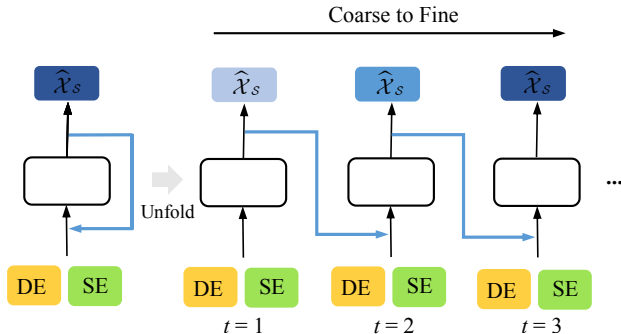 Coarse to Fine
𝒳̂𝒮 𝒳̂𝒮 𝒳̂𝒮 𝒳̂𝒮
Unfold
...
DE SE DE SE DE SE DE SE
t = 1 t = 2 t = 3